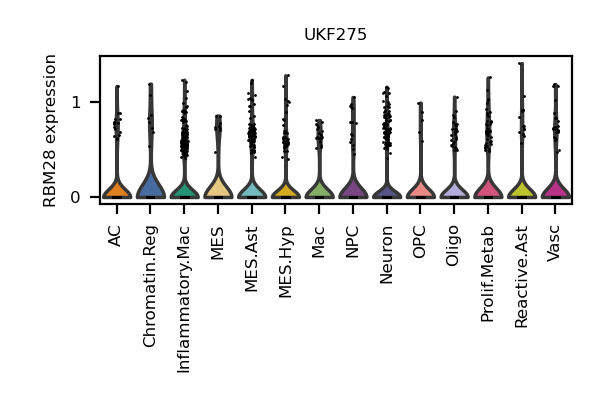 UKF275
RBM28 expression
1
0
AC
Chromatin.Reg
Inflammatory.Mac
MES
MES.Ast
MES.Hyp
Mac
NPC
Neuron
OPC
Oligo
Prolif.Metab
Reactive.Ast
Vasc